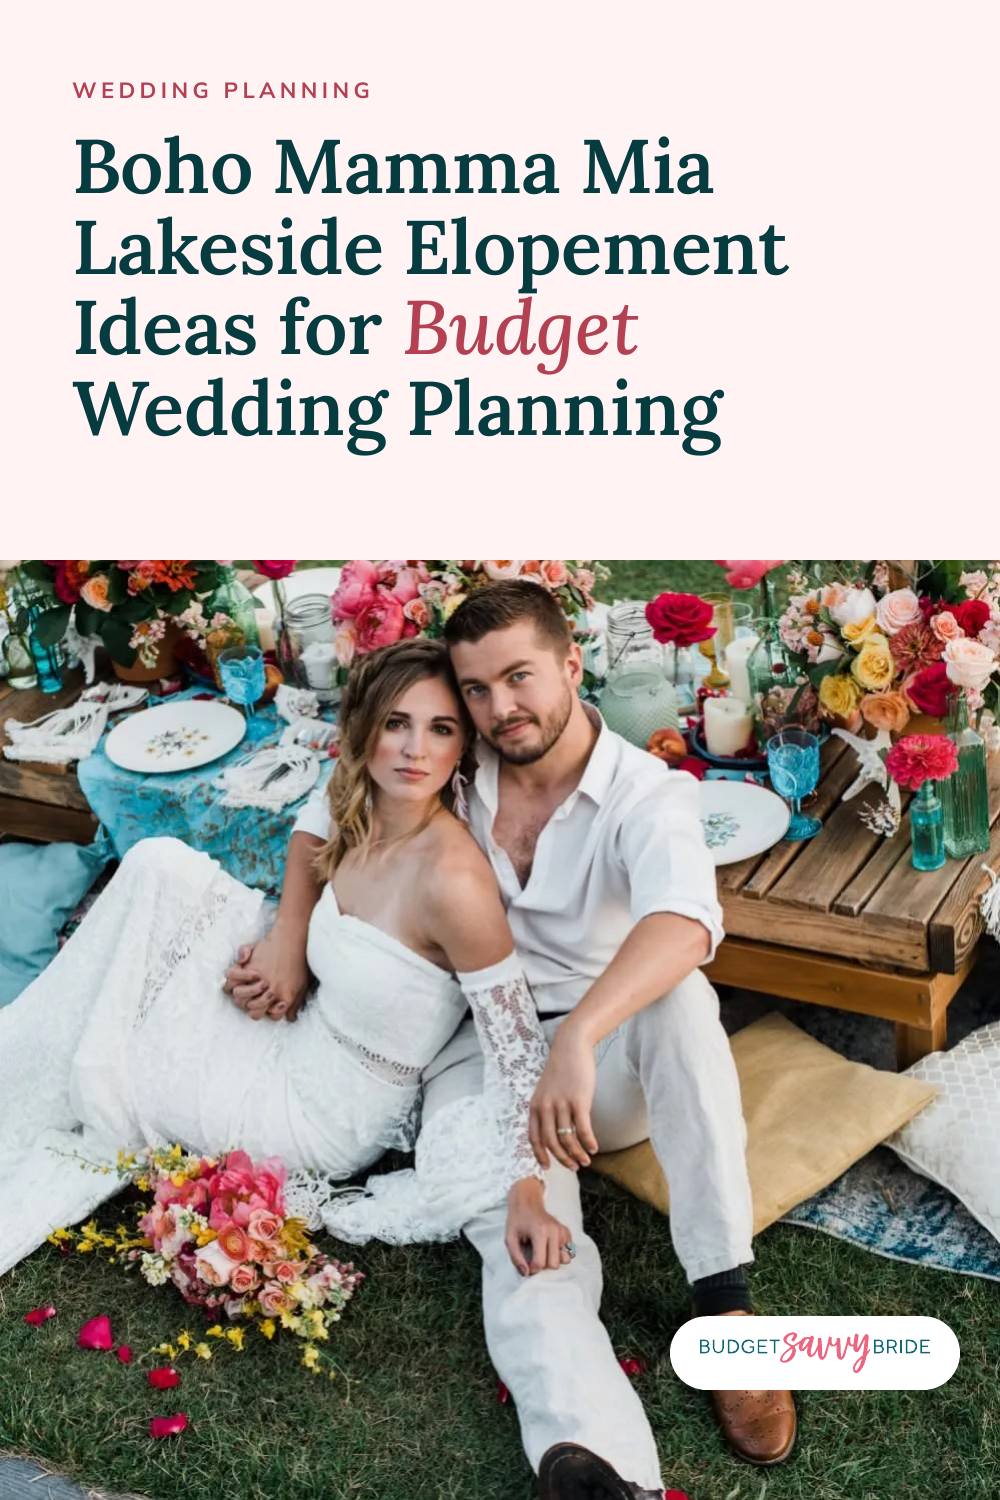 WEDDING PLANNING
Boho Mamma Mia
Lakeside Elopement
Ideas for Budget
Wedding Planning
BUDGET savvy BRIDE